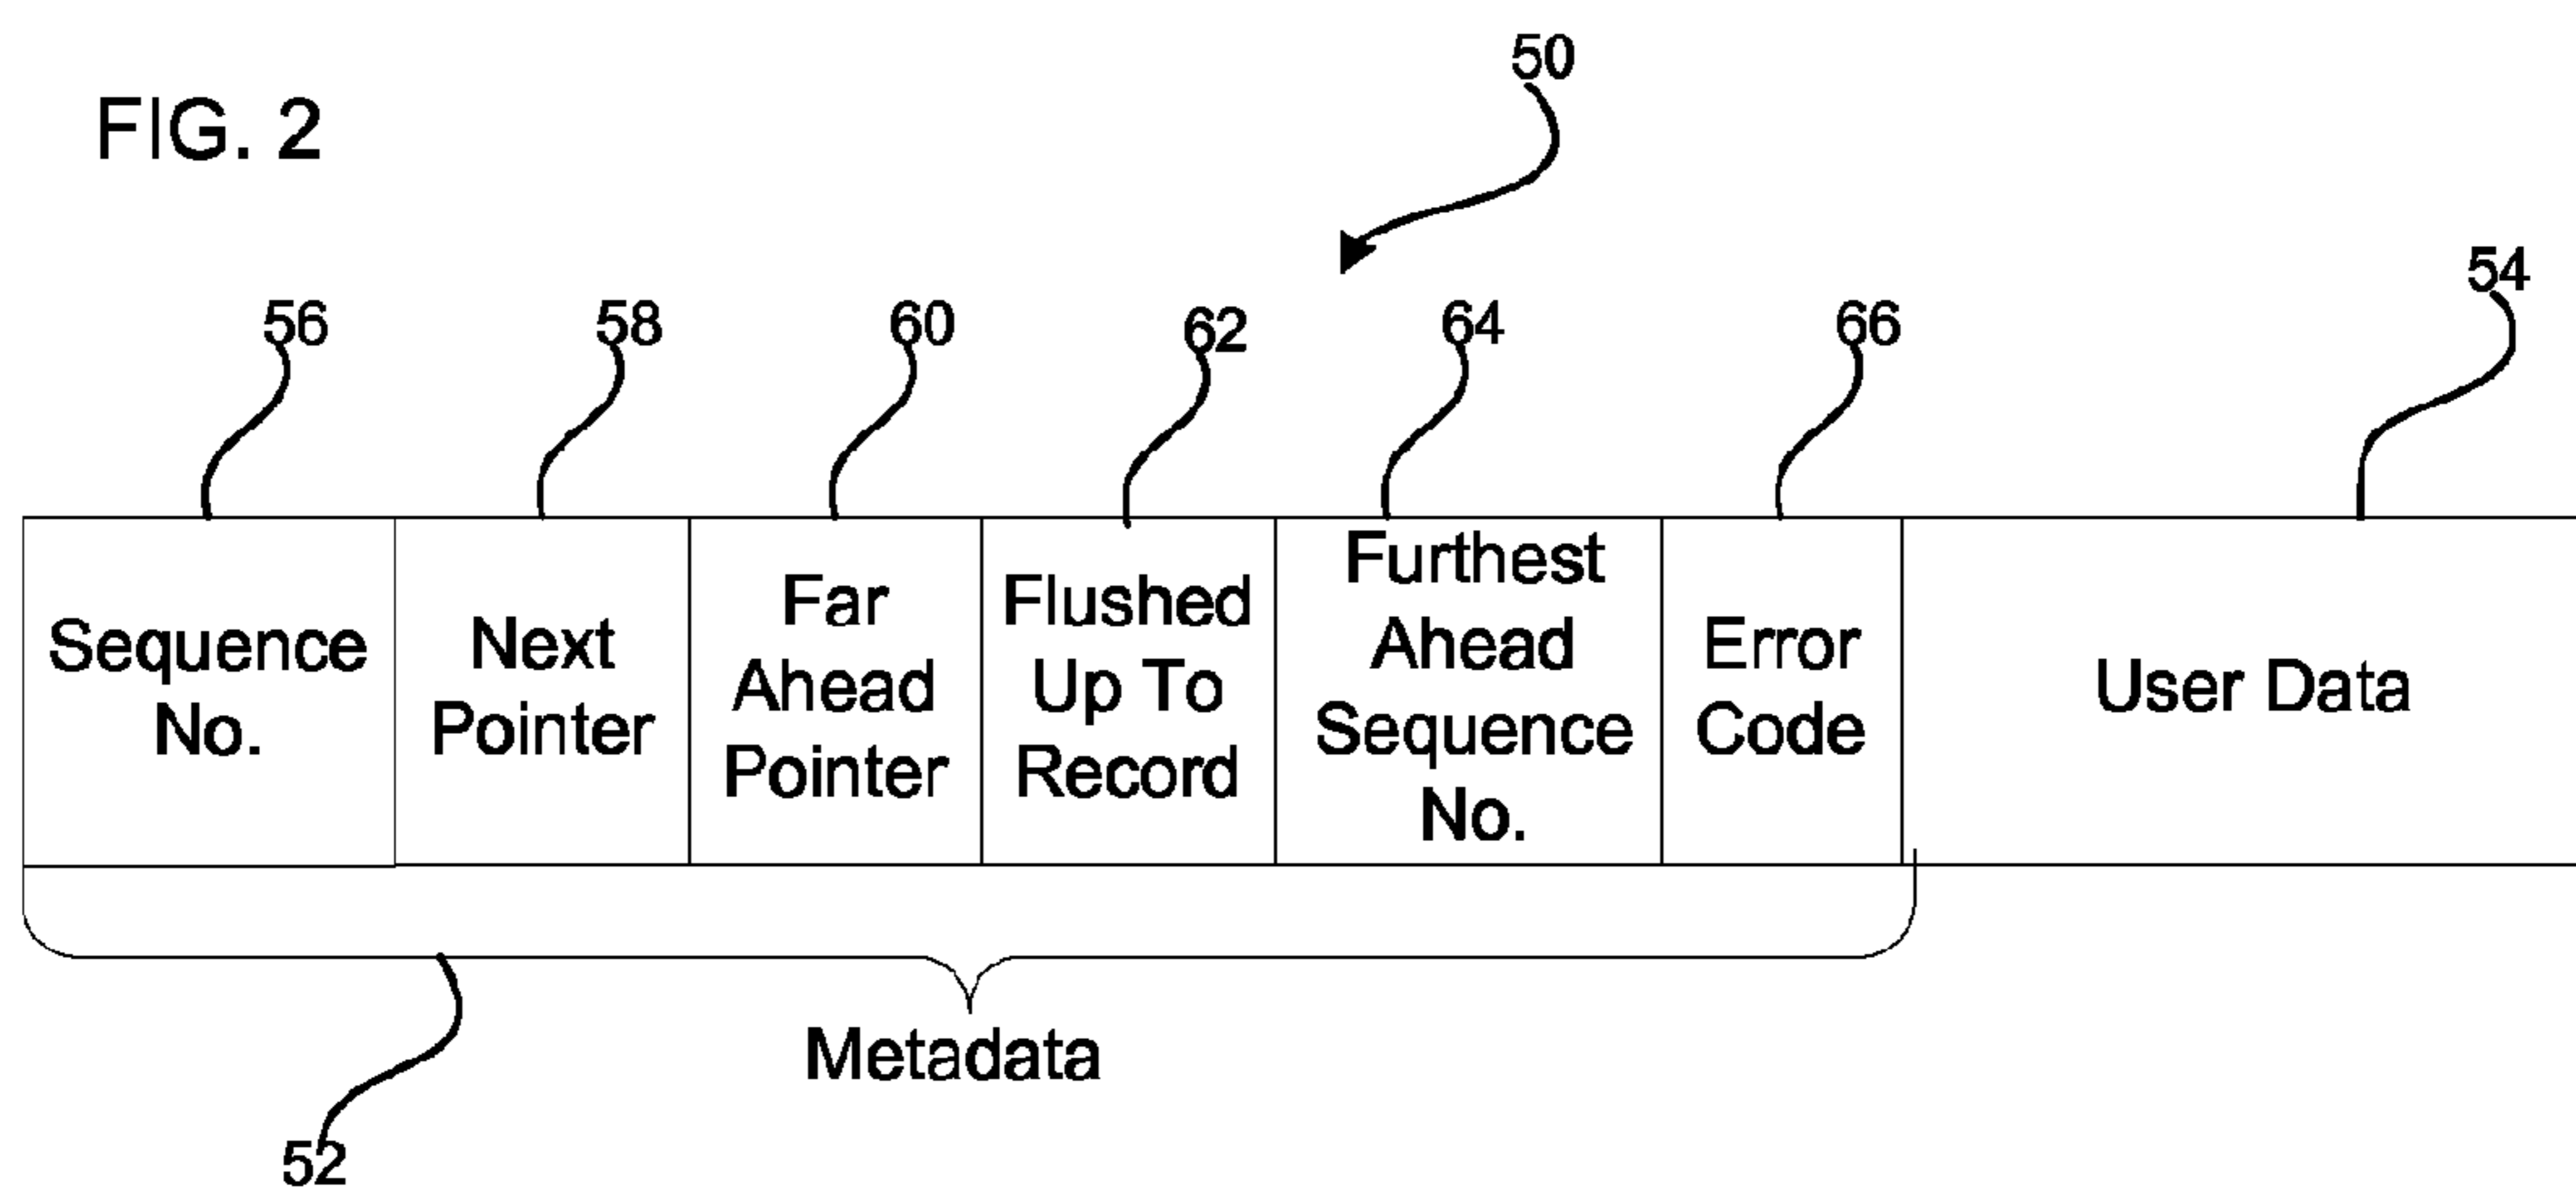 50
FIG. 2
54
56
58
60
62
64
66
Sequence
No.
Next
Pointer
Far
Ahead
Pointer
Flushed
Up To
Record
Furthest
Ahead
Sequence
No.
Error
Code
User Data
Metadata
52